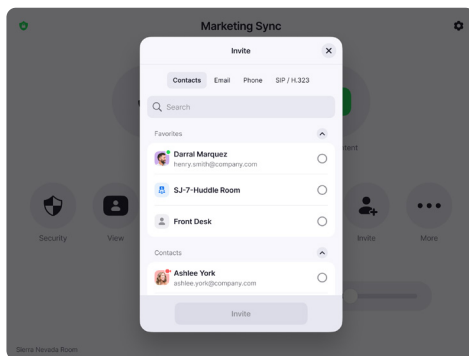 Marketing Sync
Invite
Contacts Email Phone SIP / H.323
Search
Favorites
Darral Marquez
henry.smith@company.com
SJ-7-Huddle Room
Front Desk
Contacts
Ashlee York
ashlee.york@company.com
Invite
Security
View
Invite
More
Sierra Nevada Room